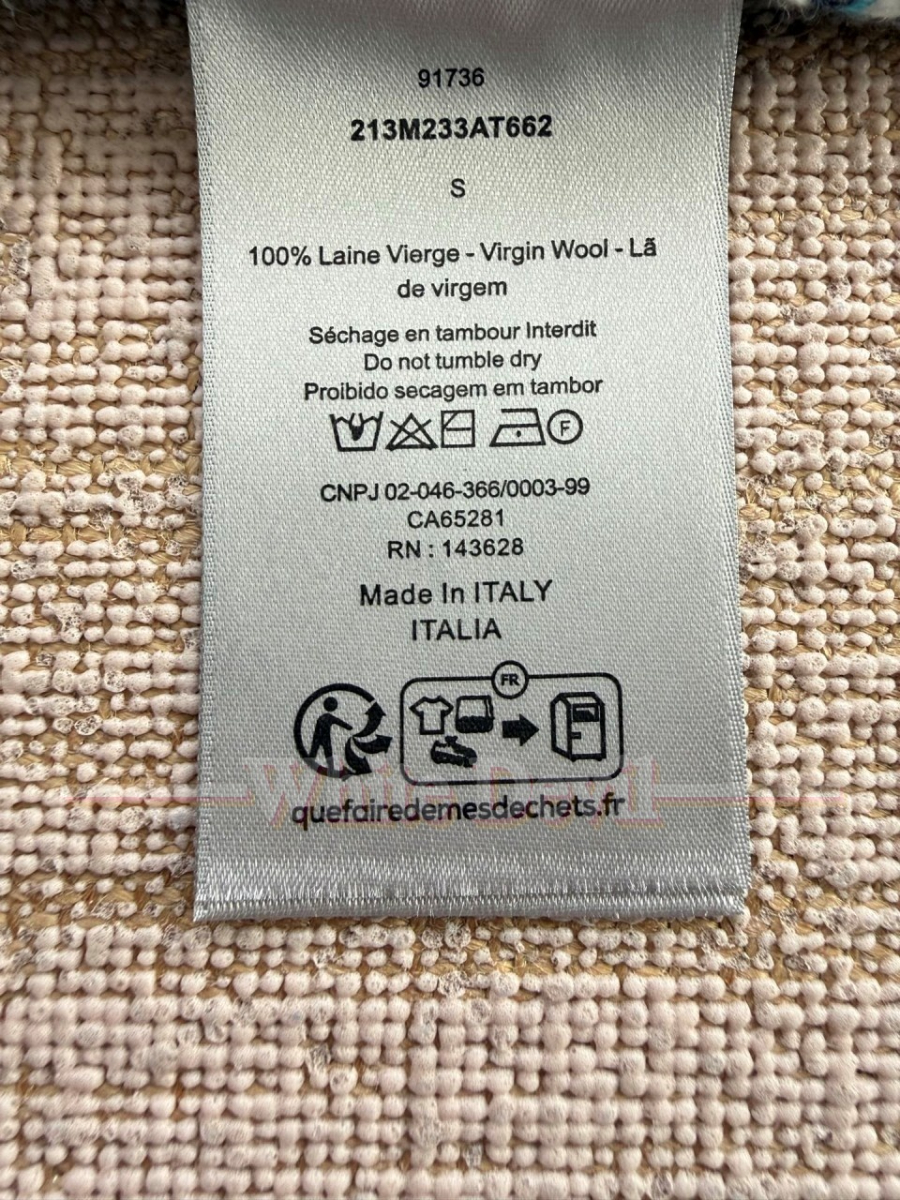 91736
213M233AT662
S
100% Laine Vierge - Virgin Wool - Lã
de virgem
Séchage en tambour Interdit
Do not tumble dry
Proibido secagem em tambor
F
CNPJ 02-046-366/0003-99
CA65281
RN : 143628
Made In ITALY
ITALIA
FR
quefairedemesdechets.fr